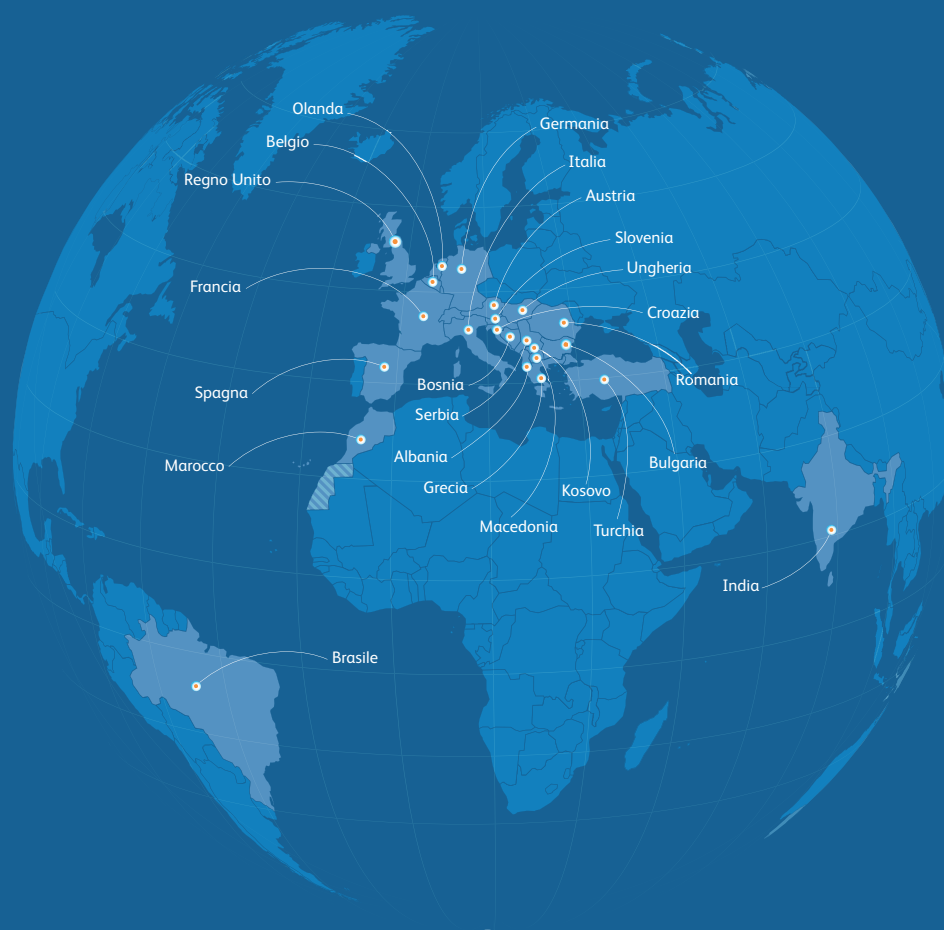 Olanda
Germania
Belgio
Italia
Regno Unito
Austria
Slovenia
Ungheria
Francia
Croazia
Romania
Bosnia
Spagna
Serbia
Albania
Bulgaria
Marocco
Grecia
Kosovo
Macedonia
Turchia
India
Brasile